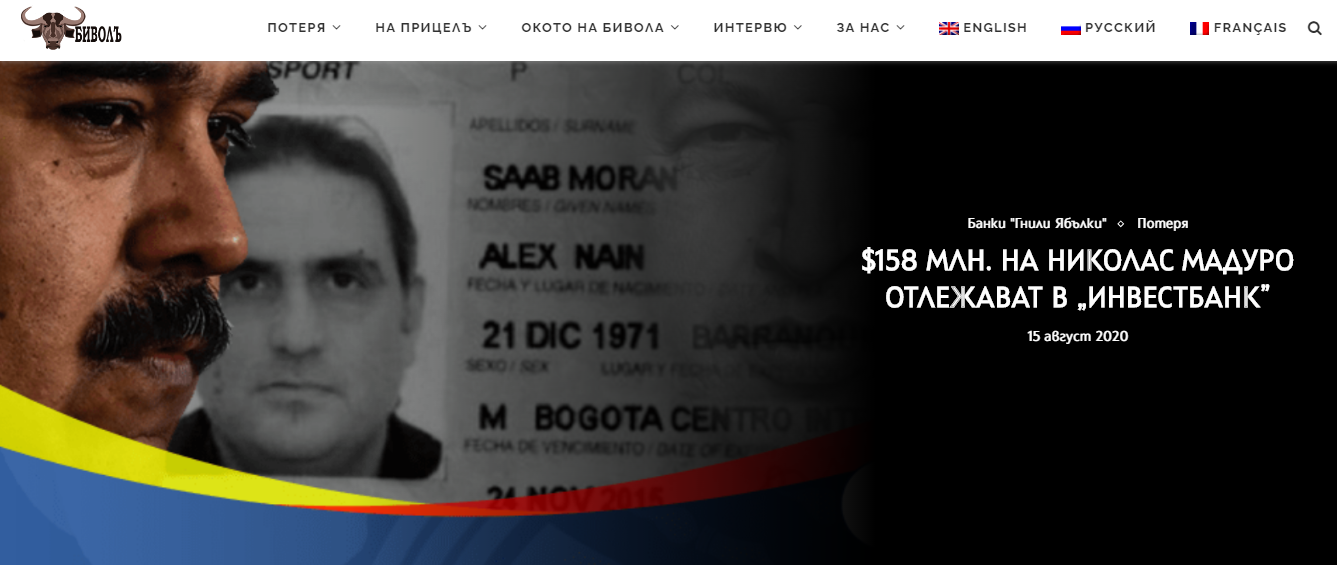 БИВОЛЪ
ПОТЕРЯ
НА ПРИЦЕЛЪ
ОКОТО НА БИВОЛА
ИНТЕРВЮ
ЗА НАС
ENGLISH
РУССКИЙ
FRANÇAIS
SPORT P COL
APELLIDOS / SURNAME
SAAB MORAN
NOMBRES / GIVEN NAMES
ALEX NAIN
FECHA Y LUGAR DE NACIMIENTO
21 DIC 1971 BARRANQU
SEXO / SEX LUGAR Y FECHA DE
M BOGOTA CENTRO INT
FECHA DE VENCIMIENTO / DATE OF
24 NOV 2015
Банки "Гнили Ябълки" Потеря
$158 МЛН. НА НИКОЛАС МАДУРО
ОТЛЕЖАВАТ В „ИНВЕСТБАНК”
15 август 2020